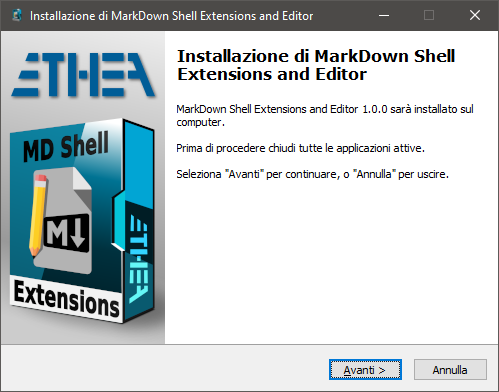 Installazione di MarkDown Shell Extensions and Editor
ETHEA
MD Shell
M
ETHEA
Extensions
Installazione di MarkDown Shell
Extensions and Editor
MarkDown Shell Extensions and Editor 1.0.0 sarà installato sul
computer.
Prima di procedere chiudi tutte le applicazioni attive.
Seleziona "Avanti" per continuare, o "Annulla" per uscire.
Avanti >
Annulla